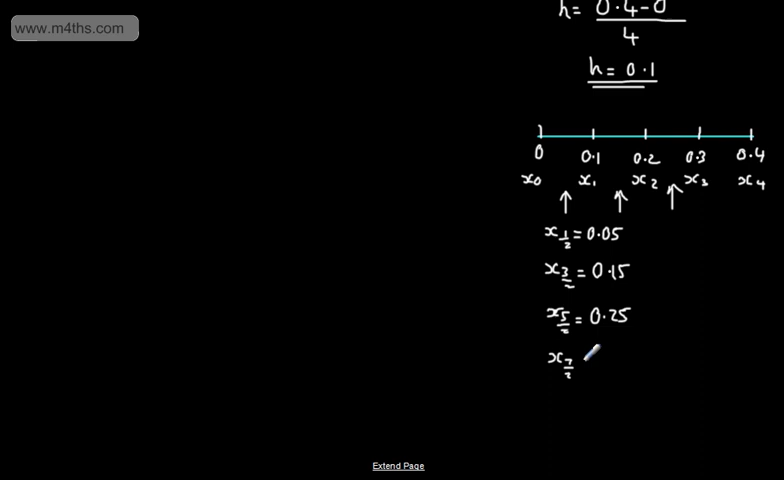 www.m4ths.com
h = 0.4-0
4
h = 0.1
0 0.1 0.2 0.3 0.4
x0 x1 x2 x3 x4
x1/2 = 0.05
x3/2 = 0.15
x5/2 = 0.25
x7/2
Extend Page